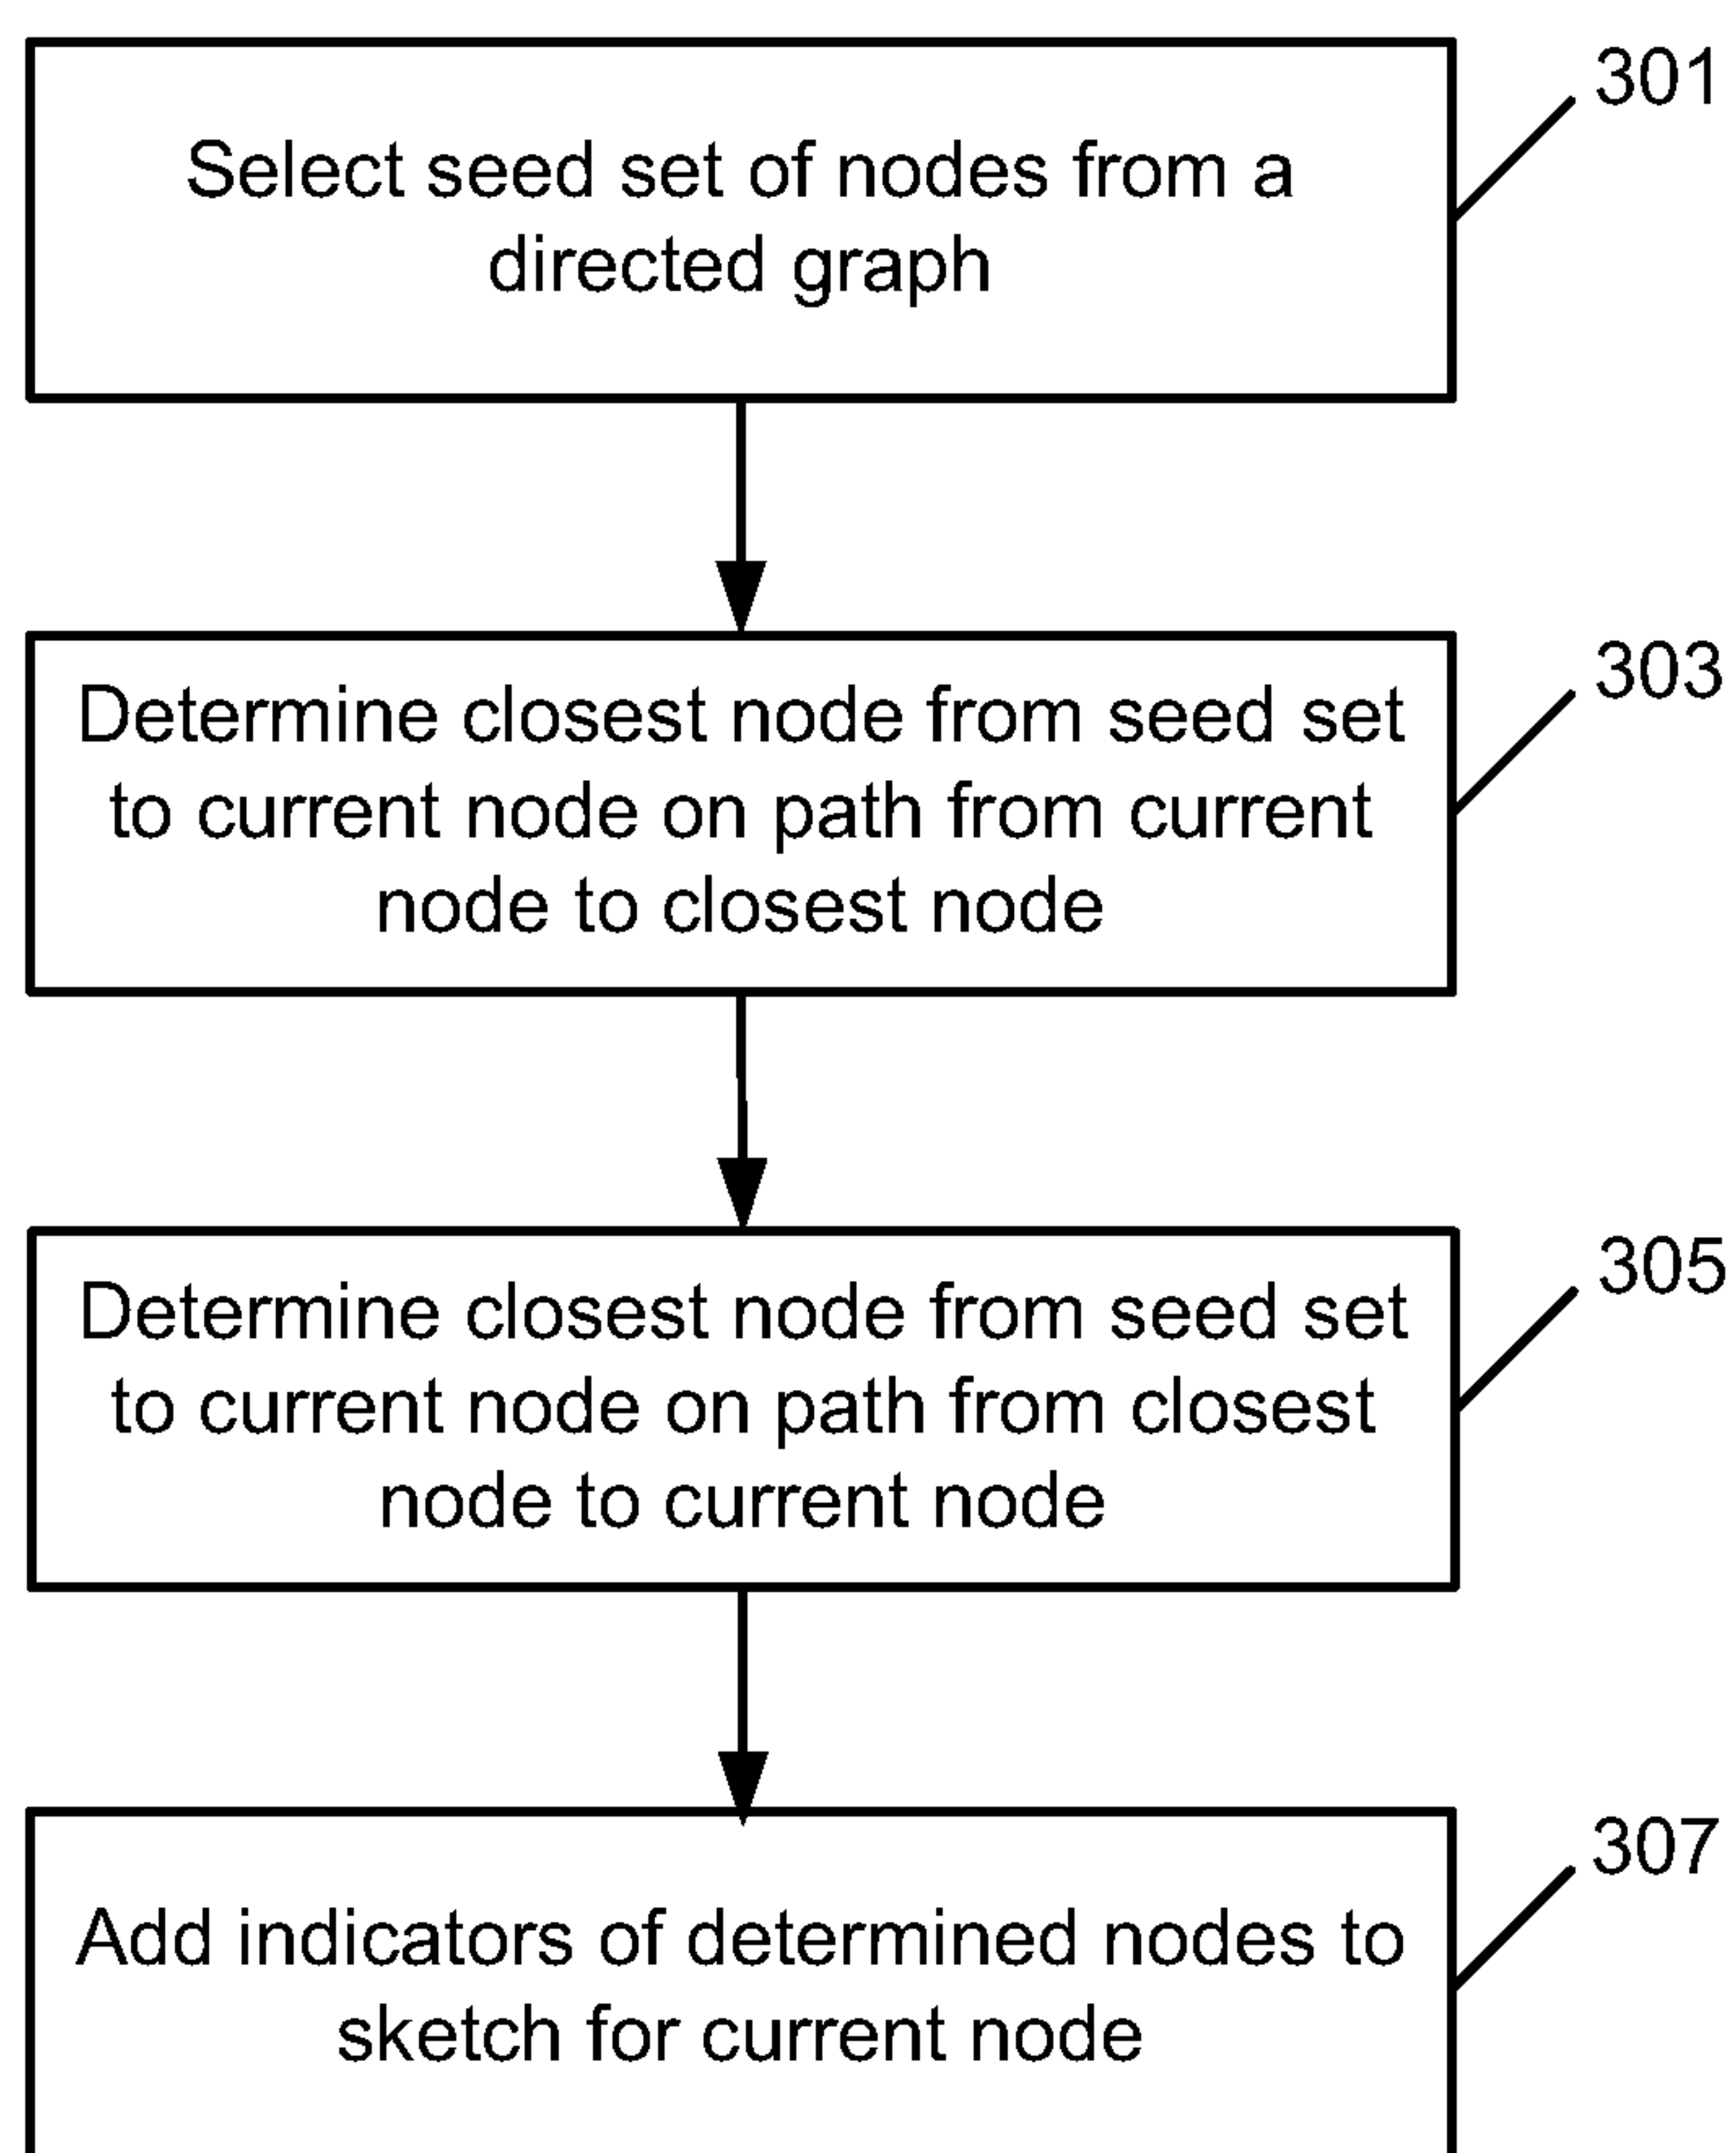 301
Select seed set of nodes from a
directed graph
303
Determine closest node from seed set
to current node on path from current
node to closest node
305
Determine closest node from seed set
to current node on path from closest
node to current node
307
Add indicators of determined nodes to
sketch for current node